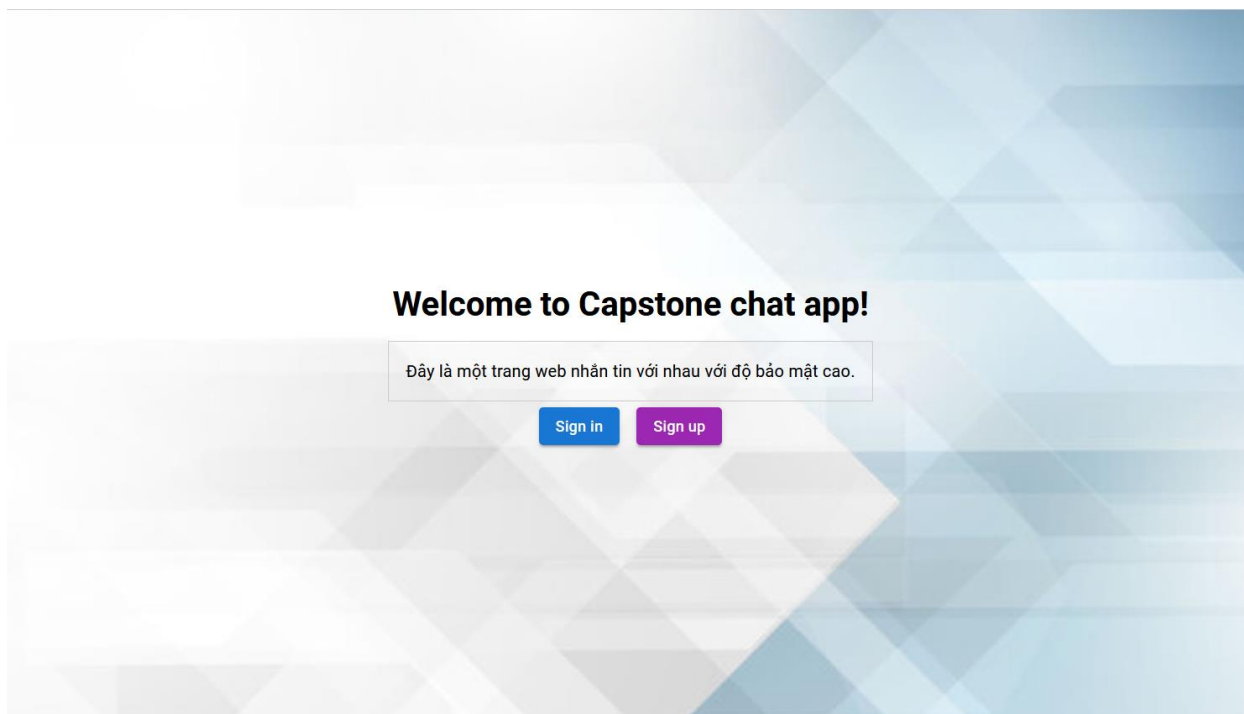 Welcome to Capstone chat app!
Đây là một trang web nhắn tin với nhau với độ bảo mật cao.
Sign in Sign up